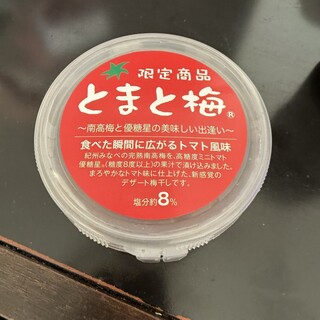 限定商品
とまと梅®
～南高梅と優糖星の美味しい出逢い～
食べた瞬間に広がるトマト風味
紀州みなべの完熟南高梅を、高糖度ミニトマト
優糖星®(糖度8度以上)の果汁で漬け込みました。
まろやかなトマト味に仕上げた、新感覚の
デザート梅干しです。
塩分約8%